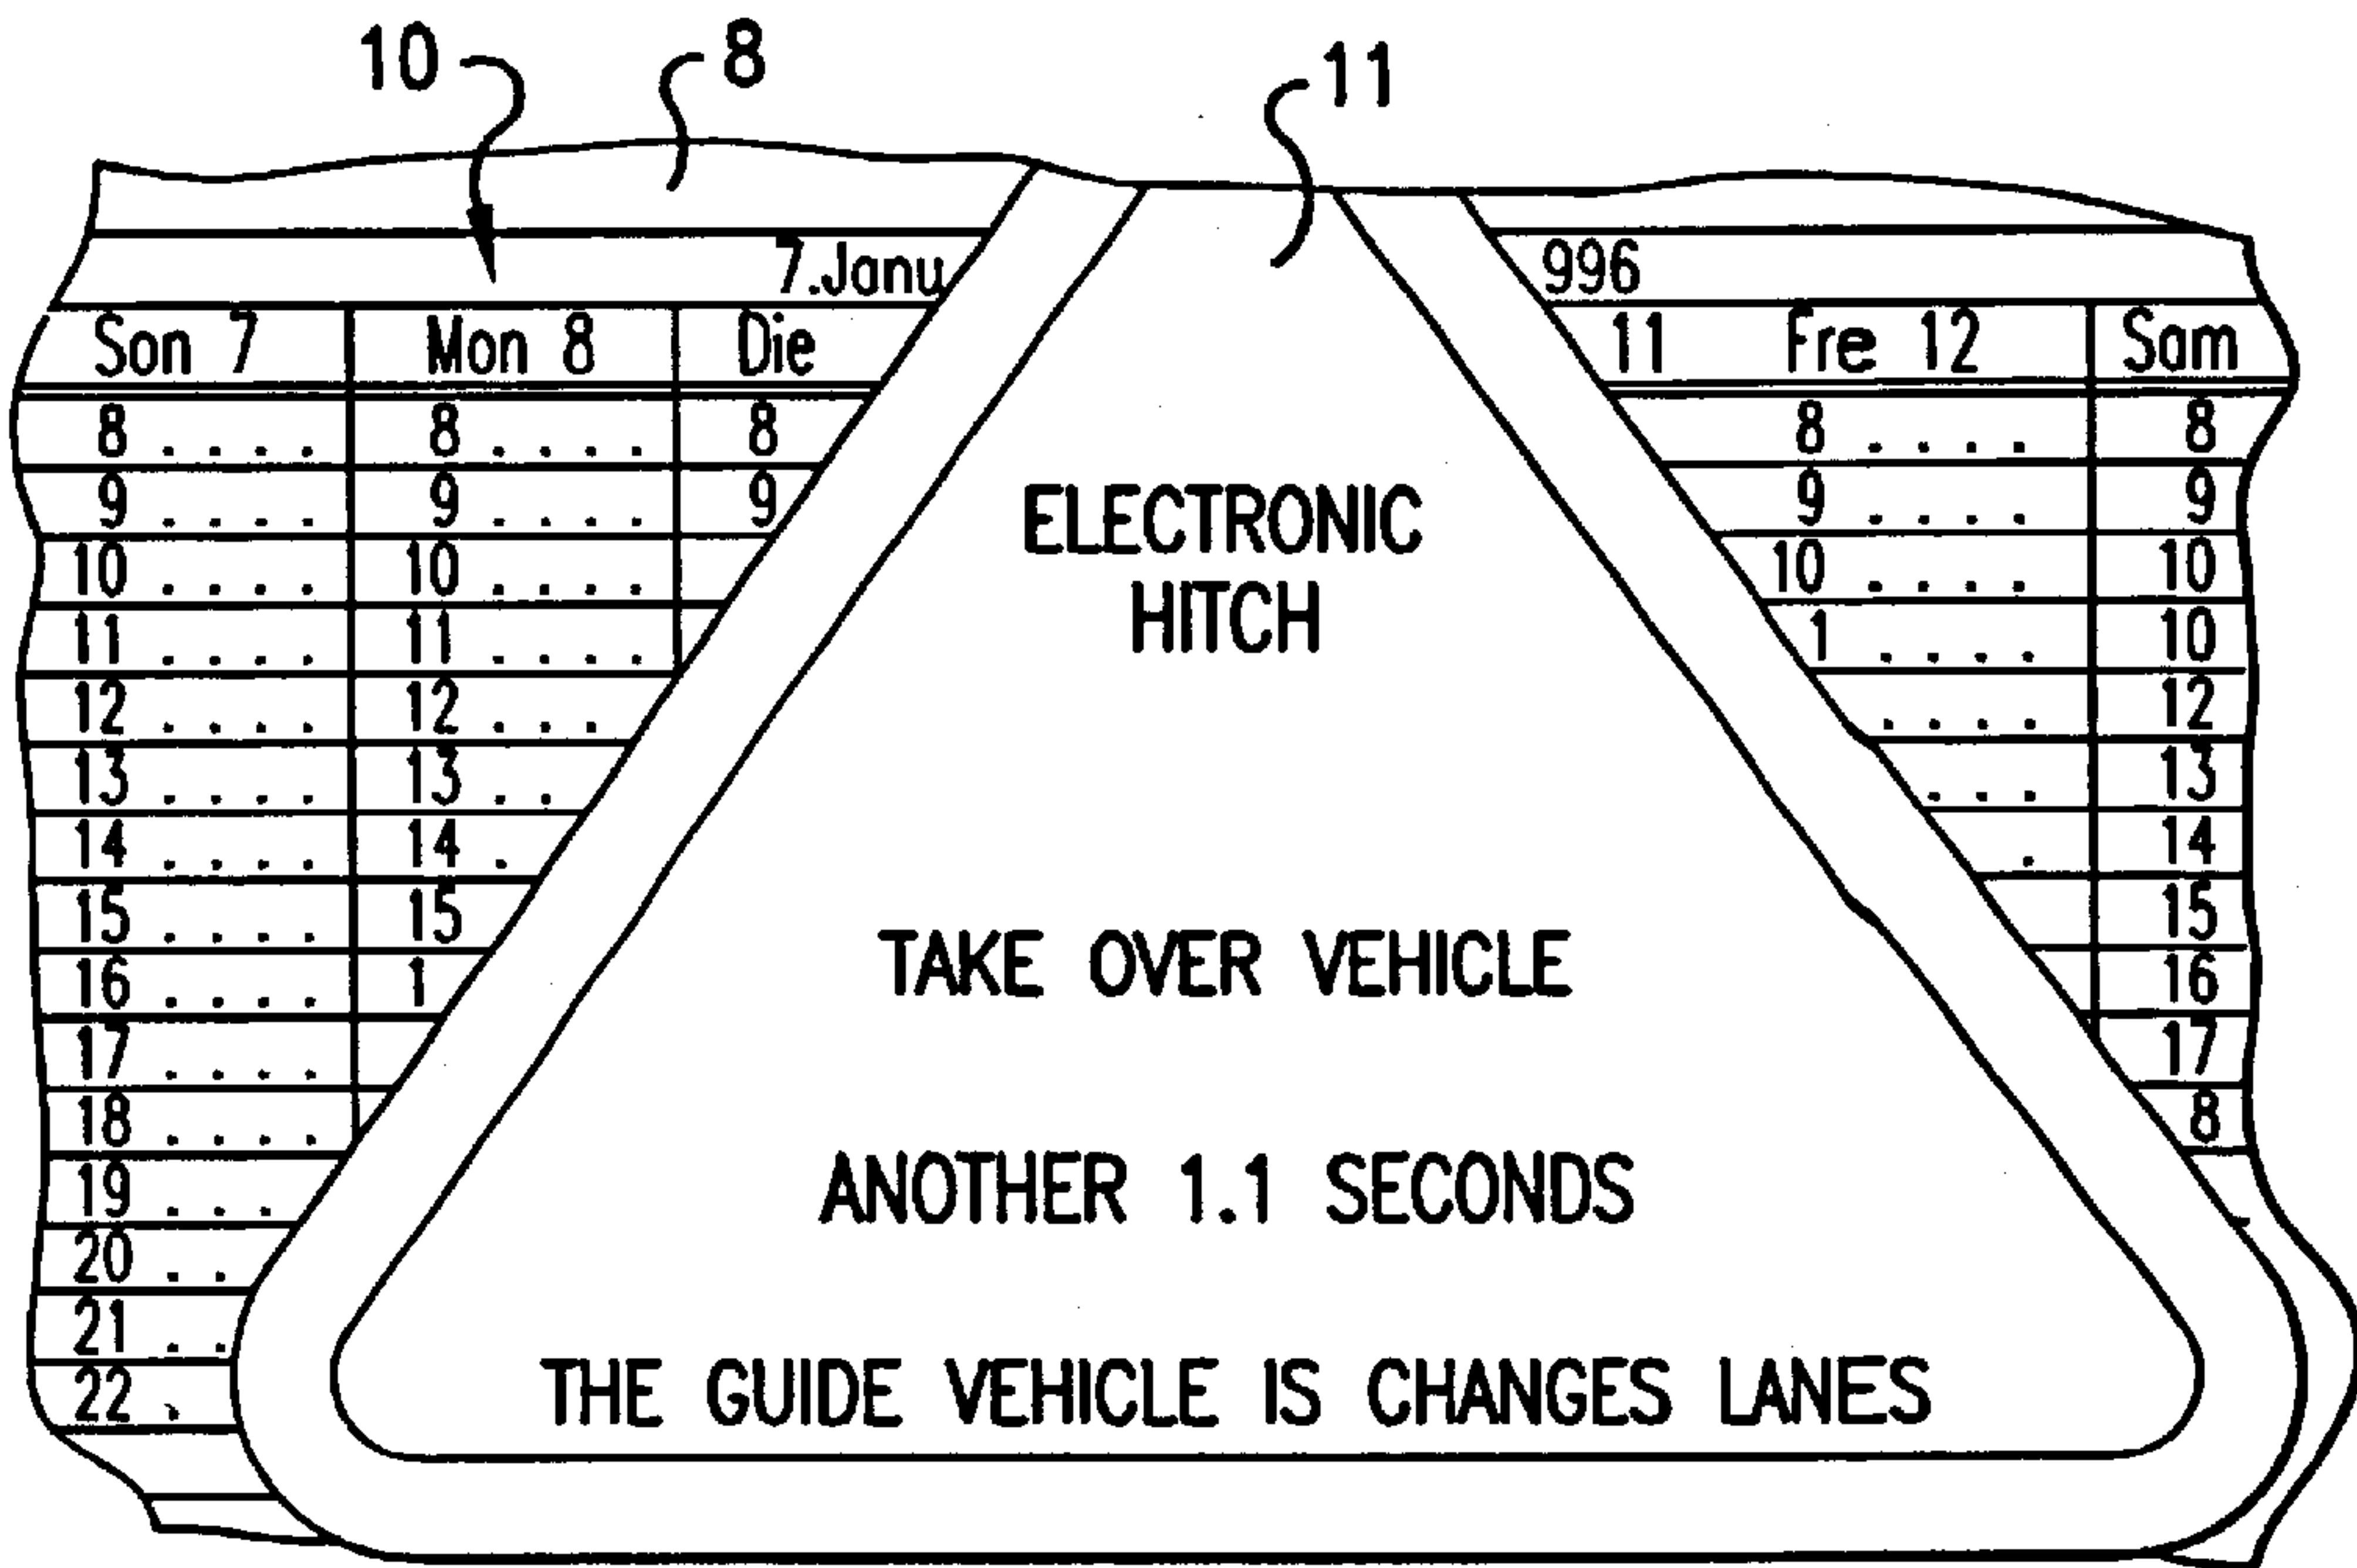 10 8 11
7.Janu 996
Son 7 Mon 8 Die 11 Fre 12 Sam
8 . . . . 8 . . . . 8 8 . . . . 8
9 . . . . 9 . . . . 9 9 . . . . 9
10 . . . . 10 . . . . 10 . . . . 10
ELECTRONIC
11 . . . . 11 . . . . 1 . . . . 10
HITCH
12 . . . . 12 . . . . . . . 12
13 . . . . 13 . . . . . 13
14 . . . . 14 . . 14
15 . . . . 15 15
16 . . . . 1 16
TAKE OVER VEHICLE
17 . . . . 17
18 . . . . 8
19 . . .
ANOTHER 1.1 SECONDS
20 . .
21 . .
22 .
THE GUIDE VEHICLE IS CHANGES LANES